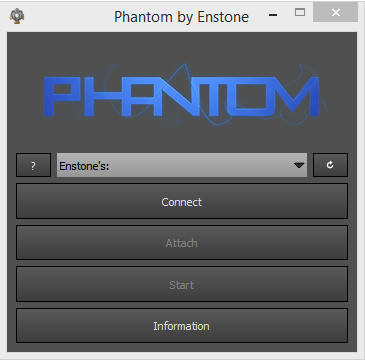 Phantom by Enstone
PHANTOM
?
Enstone's:
Connect
Attach
Start
Information